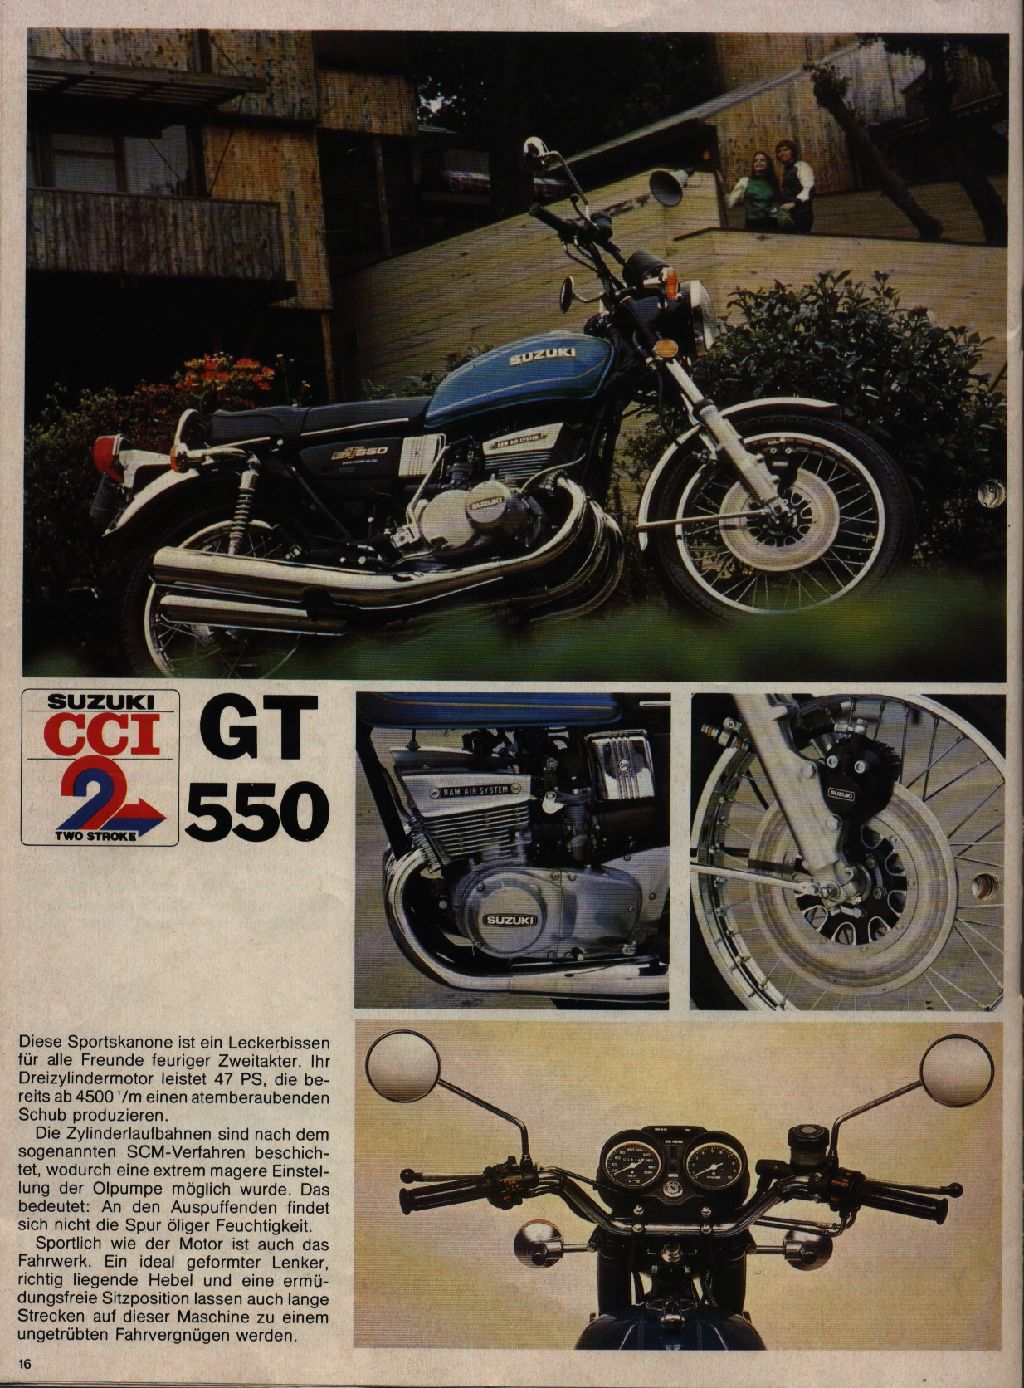 SUZUKI
550
RAM AIR SYSTEM
SUZUKI
SUZUKI
CCI
2
TWO STROKE
GT
550
RAM AIR SYSTEM
SUZUKI
SUZUKI
Diese Sportskanone ist ein Leckerbissen
für alle Freunde feuriger Zweitakter. Ihr
Dreizylindermotor leistet 47 PS, die be-
reits ab 4500 ¹/m einen atemberaubenden
Schub produzieren.
Die Zylinderlaufbahnen sind nach dem
sogenannten SCM-Verfahren beschich-
tet, wodurch eine extrem magere Einstel-
lung der Ölpumpe möglich wurde. Das
bedeutet: An den Auspuffenden findet
sich nicht die Spur öliger Feuchtigkeit.
Sportlich wie der Motor ist auch das
Fahrwerk. Ein ideal geformter Lenker,
richtig liegende Hebel und eine ermü-
dungsfreie Sitzposition lassen auch lange
Strecken auf dieser Maschine zu einem
ungetrübten Fahrvergnügen werden.
16